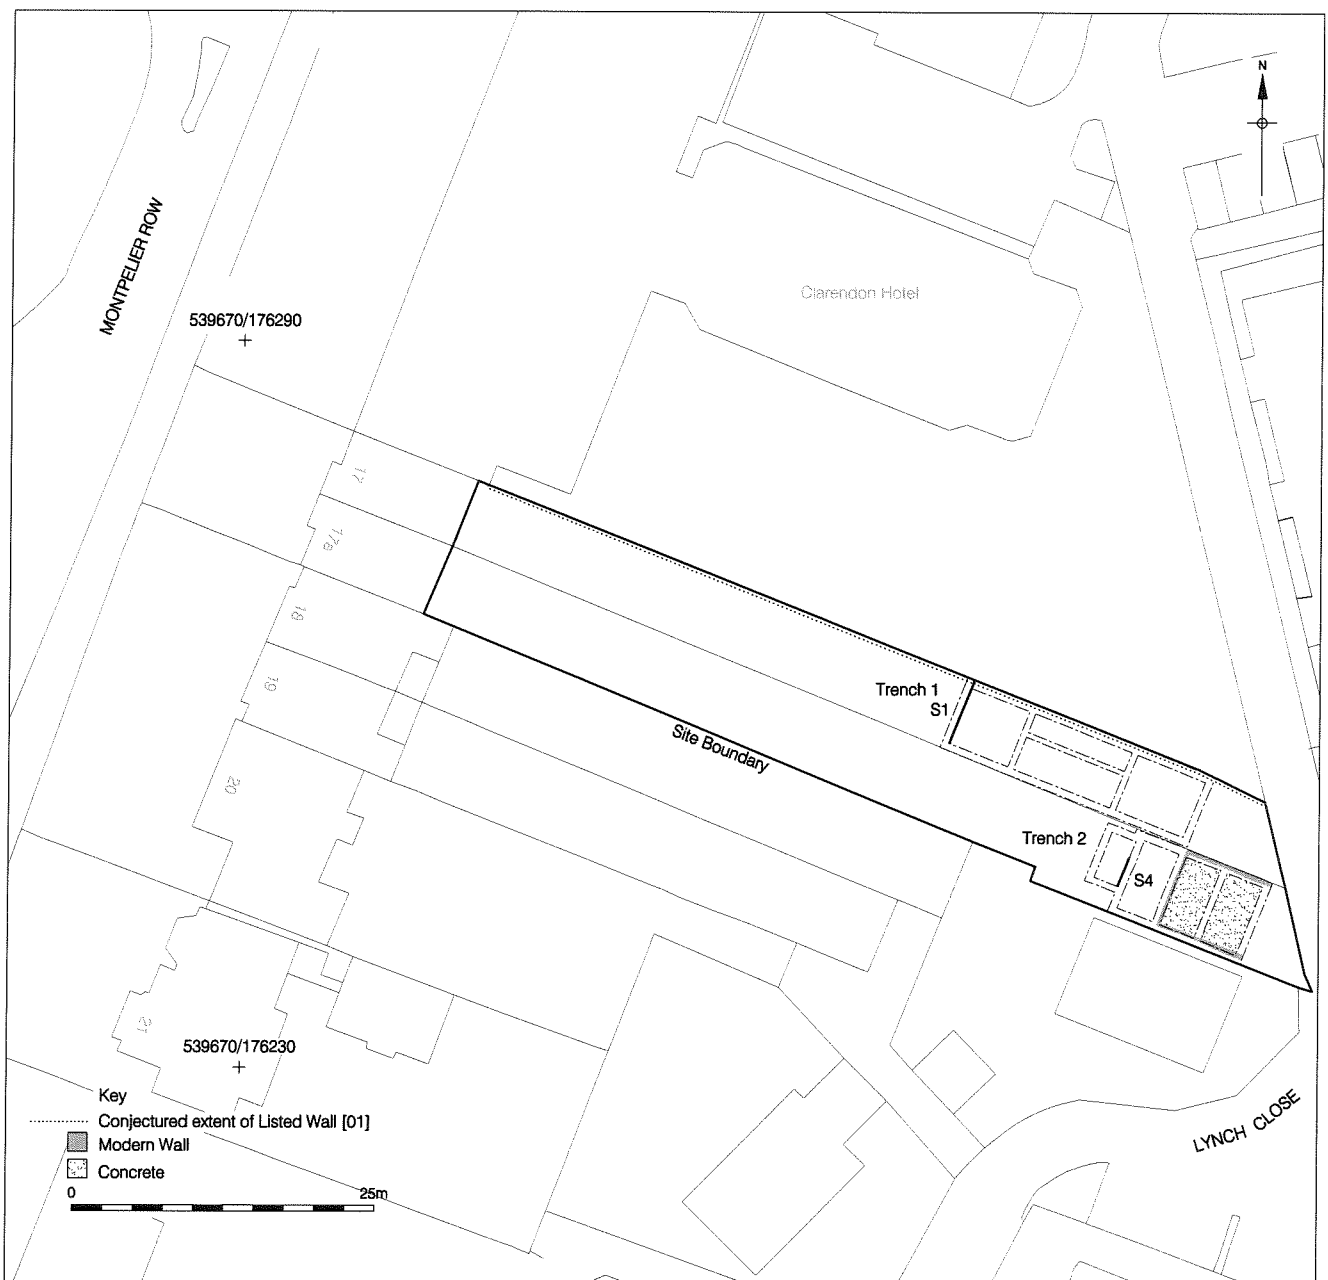 N
MONTPELIER ROW
Clarendon Hotel
539670/176290
17
17a
18
19
20
21
Trench 1
S1
Site Boundary
Trench 2
S4
539670/176230
LYNCH CLOSE
Key
Conjectured extent of Listed Wall [01]
Modern Wall
Concrete
0 25m